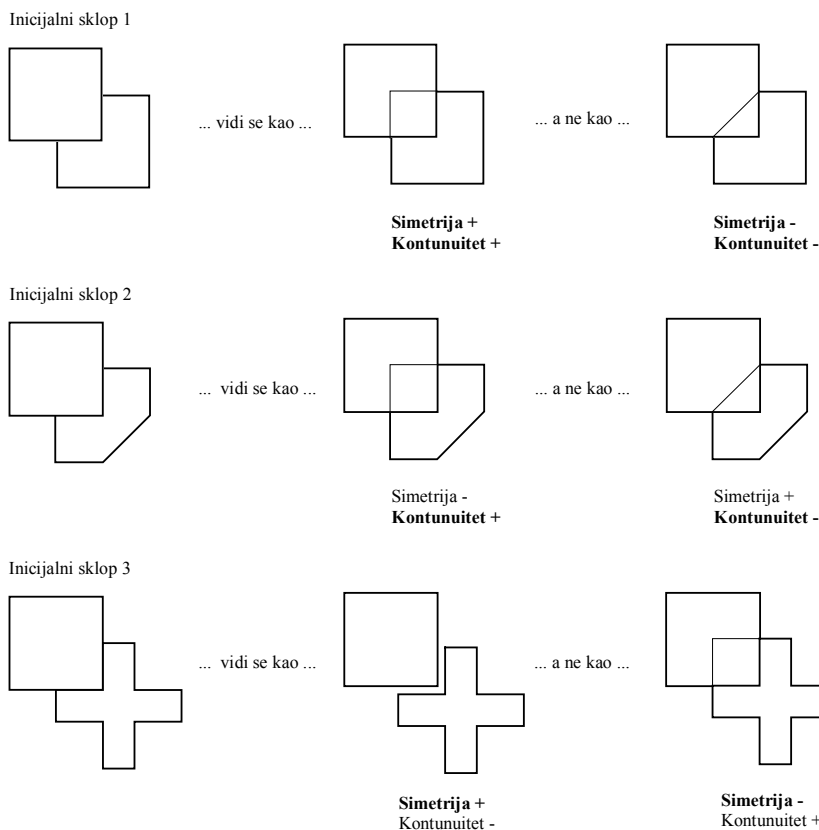 Inicijalni sklop 1
... vidi se kao ...
... a ne kao ...
Simetrija +
Kontunuitet +
Simetrija -
Kontunuitet -
Inicijalni sklop 2
... vidi se kao ...
... a ne kao ...
Simetrija -
Kontunuitet +
Simetrija +
Kontunuitet -
Inicijalni sklop 3
... vidi se kao ...
... a ne kao ...
Simetrija +
Kontunuitet -
Simetrija -
Kontunuitet +